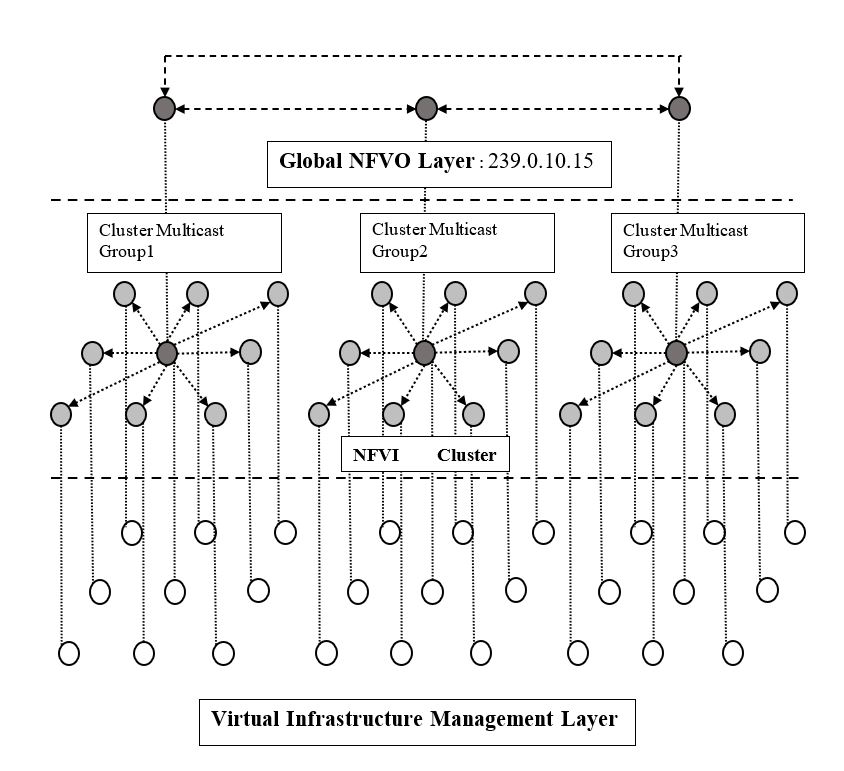 Global NFVO Layer : 239.0.10.15
Cluster Multicast
Group1
Cluster Multicast
Group2
Cluster Multicast
Group3
NFVI Cluster
Virtual Infrastructure Management Layer